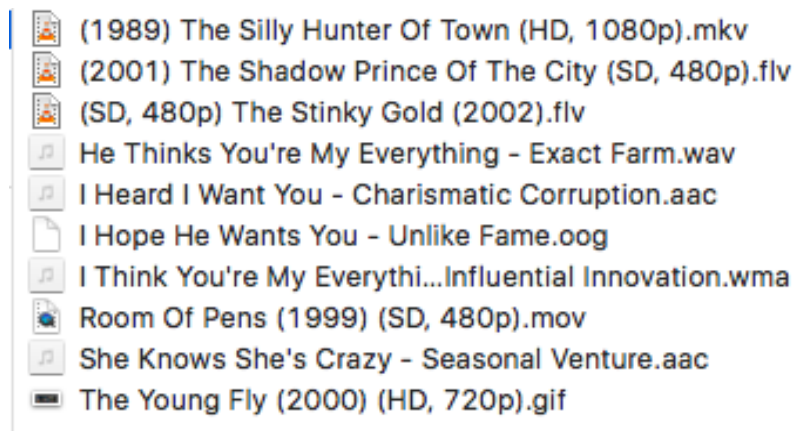 (1989) The Silly Hunter Of Town (HD, 1080p).mkv
(2001) The Shadow Prince Of The City (SD, 480p).flv
(SD, 480p) The Stinky Gold (2002).flv
He Thinks You're My Everything - Exact Farm.wav
I Heard I Want You - Charismatic Corruption.aac
I Hope He Wants You - Unlike Fame.oog
I Think You're My Everythi...Influential Innovation.wma
Room Of Pens (1999) (SD, 480p).mov
She Knows She's Crazy - Seasonal Venture.aac
The Young Fly (2000) (HD, 720p).gif